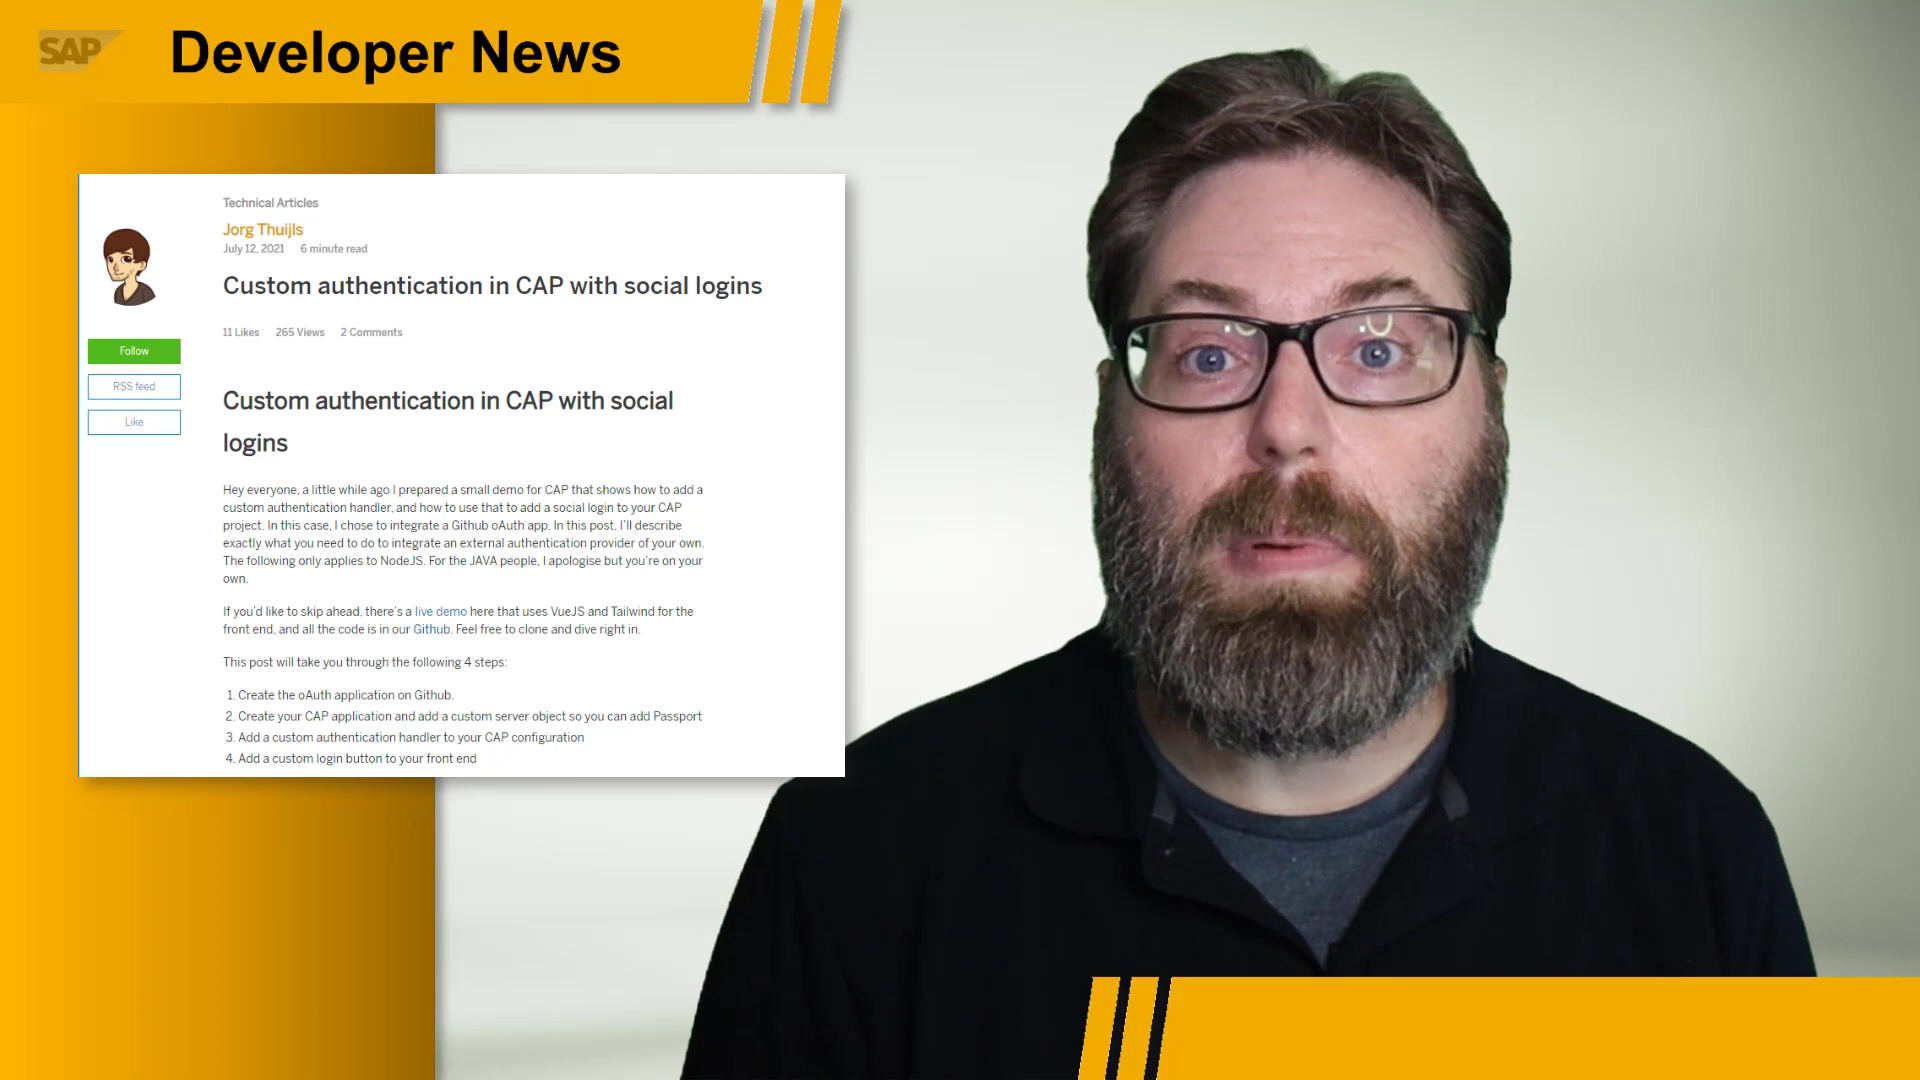 SAP
Developer News
Technical Articles
Jorg Thuijls
July 12, 2021 6 minute read
Custom authentication in CAP with social logins
11 Likes 265 Views 2 Comments
Follow
RSS feed
Like
Custom authentication in CAP with social
logins
Hey everyone, a little while ago I prepared a small demo for CAP that shows how to add a
custom authentication handler, and how to use that to add a social login to your CAP
project. In this case, I chose to integrate a Github oAuth app. In this post, I'll describe
exactly what you need to do to integrate an external authentication provider of your own.
The following only applies to NodeJS. For the JAVA people, I apologise but you're on your
own.
If you'd like to skip ahead, there's a live demo here that uses VueJS and Tailwind for the
front end, and all the code is in our Github. Feel free to clone and dive right in.
This post will take you through the following 4 steps:
1. Create the oAuth application on Github.
2. Create your CAP application and add a custom server object so you can add Passport
3. Add a custom authentication handler to your CAP configuration
4. Add a custom login button to your front end